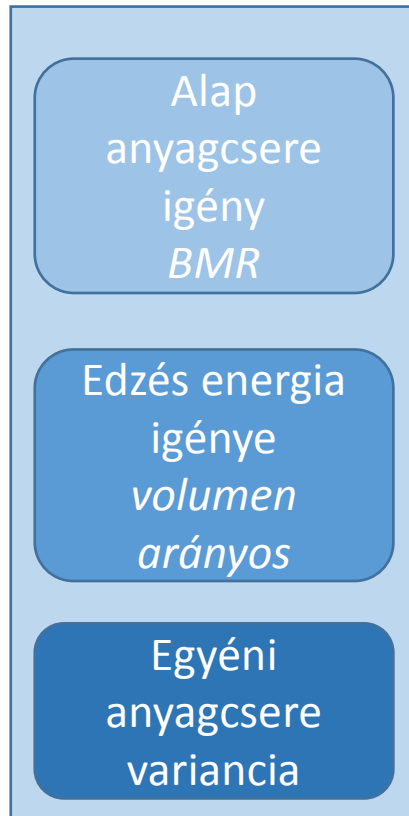 Alap
anyagcsere
igény
BMR
Edzés energia
igénye
volumen
arányos
Egyéni
anyagcsere
variancia